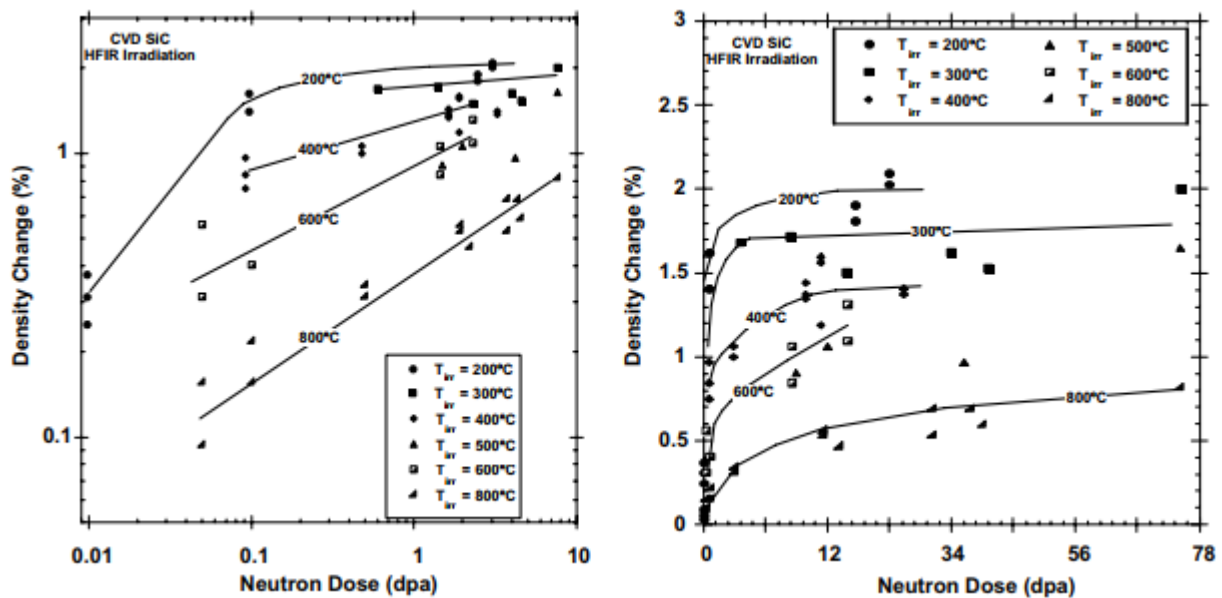 CVD SiC
HFIR Irradiation
200°C
400°C
600°C
800°C
T irr = 200°C
T irr = 300°C
T irr = 400°C
T irr = 500°C
T irr = 600°C
T irr = 800°C
1
0.1
0.01
0.1
1
10
Density Change (%)
Neutron Dose (dpa)
CVD SiC
HFIR Irradiation
T irr = 200°C
T irr = 300°C
T irr = 400°C
T irr = 500°C
T irr = 600°C
T irr = 800°C
200°C
300°C
400°C
600°C
800°C
3
2.5
2
1.5
1
0.5
0
0
12
34
56
78
Density Change (%)
Neutron Dose (dpa)